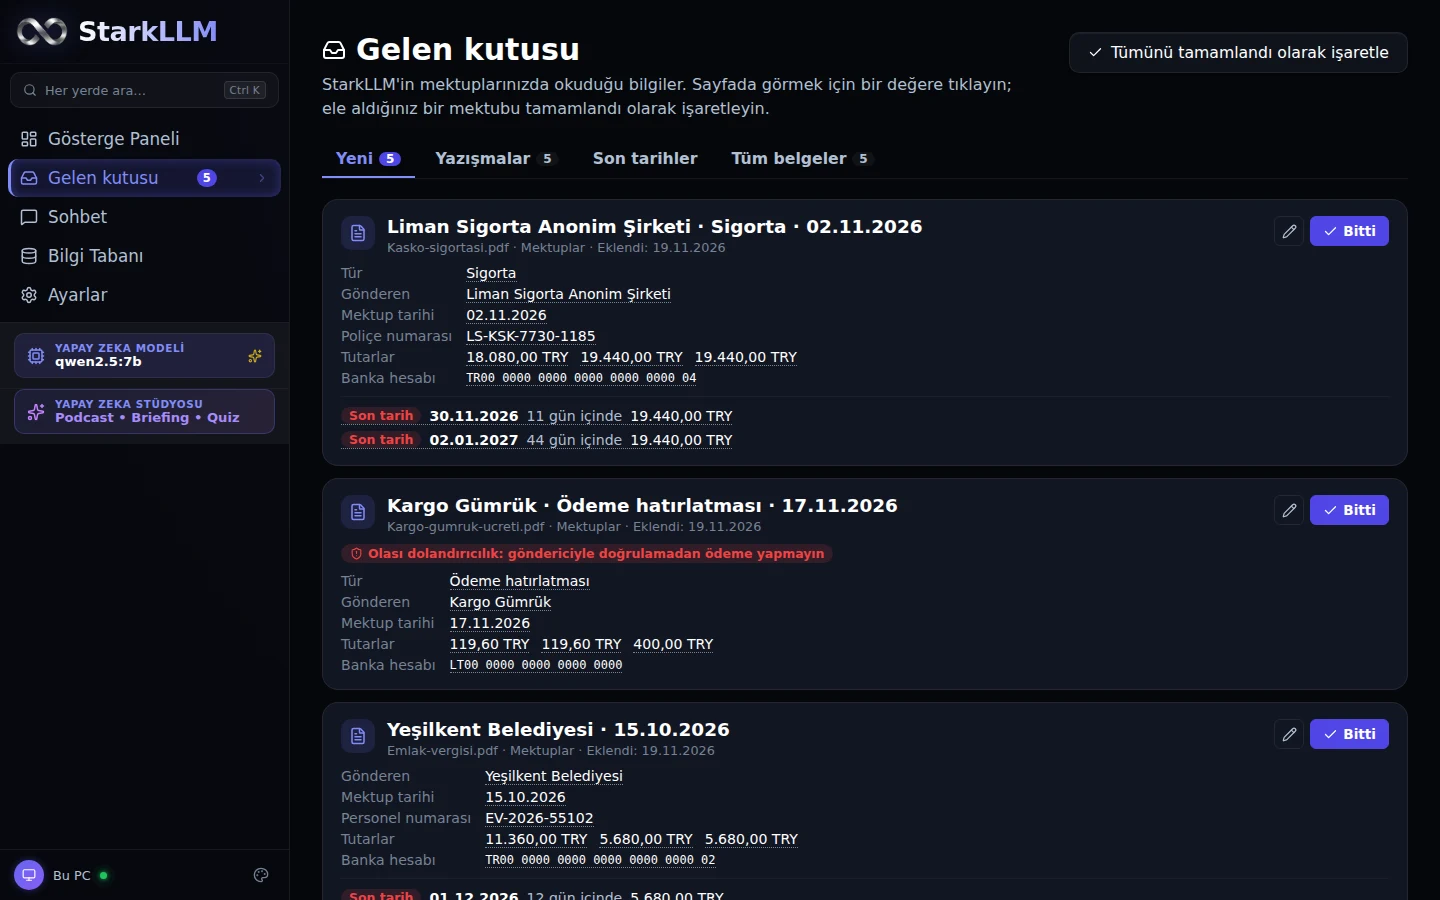 StarkLLM
Her yerde ara...
Ctrl K
Gösterge Paneli
Gelen kutusu 5
Sohbet
Bilgi Tabanı
Ayarlar
YAPAY ZEKA MODELİ
qwen2.5:7b
YAPAY ZEKA STÜDYOSU
Podcast • Briefing • Quiz
Bu PC
Gelen kutusu
Tümünü tamamlandı olarak işaretle
StarkLLM'in mektuplarınızda okuduğu bilgiler. Sayfada görmek için bir değere tıklayın;
ele aldığınız bir mektubu tamamlandı olarak işaretleyin.
Yeni 5 Yazışmalar 5 Son tarihler Tüm belgeler 5
Liman Sigorta Anonim Şirketi · Sigorta · 02.11.2026
Kasko-sigortasi.pdf · Mektuplar · Eklendi: 19.11.2026
Bitti
Tür Sigorta
Gönderen Liman Sigorta Anonim Şirketi
Mektup tarihi 02.11.2026
Poliçe numarası LS-KSK-7730-1185
Tutarlar 18.080,00 TRY 19.440,00 TRY 19.440,00 TRY
Banka hesabı TR00 0000 0000 0000 0000 0000 04
Son tarih 30.11.2026 11 gün içinde 19.440,00 TRY
Son tarih 02.01.2027 44 gün içinde 19.440,00 TRY
Kargo Gümrük · Ödeme hatırlatması · 17.11.2026
Kargo-gumruk-ucreti.pdf · Mektuplar · Eklendi: 19.11.2026
Bitti
Olası dolandırıcılık: göndericiyle doğrulamadan ödeme yapmayın
Tür Ödeme hatırlatması
Gönderen Kargo Gümrük
Mektup tarihi 17.11.2026
Tutarlar 119,60 TRY 119,60 TRY 400,00 TRY
Banka hesabı LT00 0000 0000 0000 0000
Yeşilkent Belediyesi · 15.10.2026
Emlak-vergisi.pdf · Mektuplar · Eklendi: 19.11.2026
Bitti
Gönderen Yeşilkent Belediyesi
Mektup tarihi 15.10.2026
Personel numarası EV-2026-55102
Tutarlar 11.360,00 TRY 5.680,00 TRY 5.680,00 TRY
Banka hesabı TR00 0000 0000 0000 0000 0000 02
Son tarih 01.12.2026 12 gün içinde 5.680,00 TRY